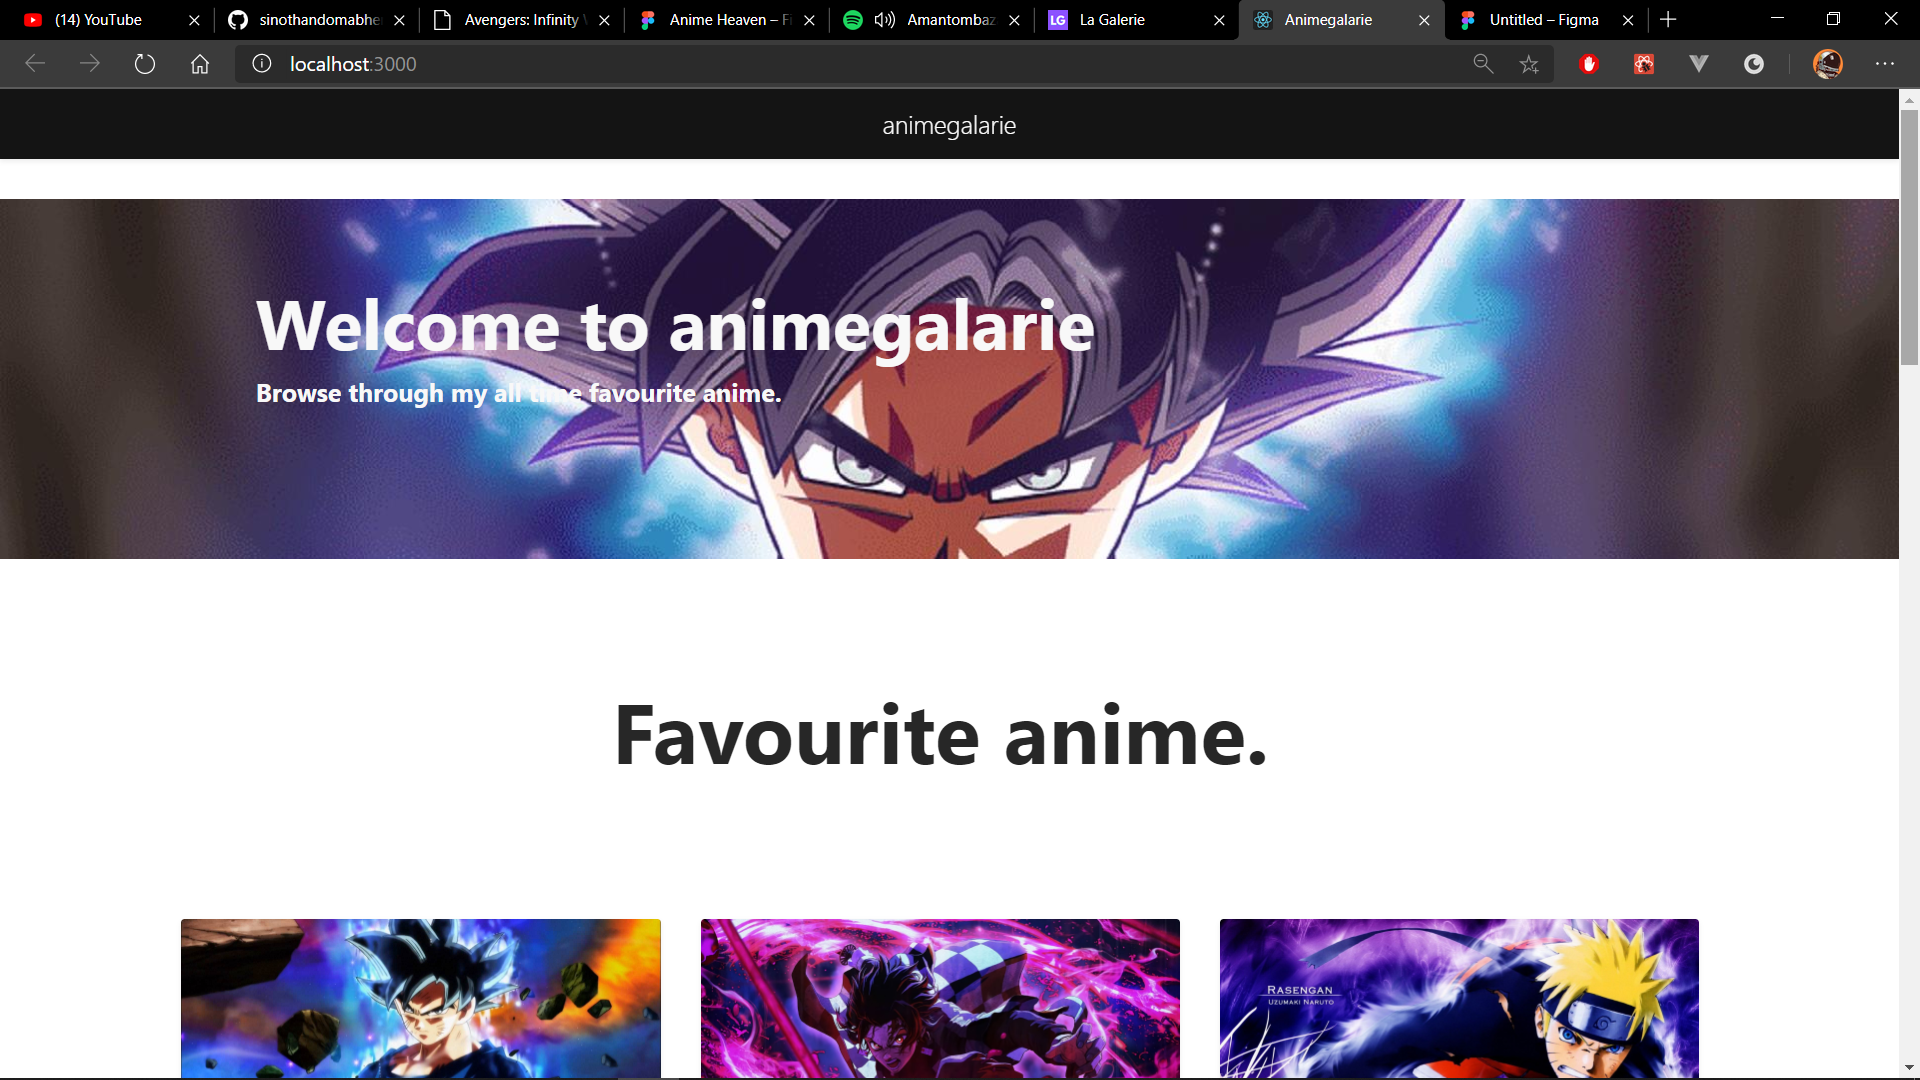 (14) YouTube
sinothandomabhe
Avengers: Infinity
Anime Heaven – Fi
Amantombaz
LG La Galerie
Animegalarie
Untitled – Figma
localhost:3000
animegalarie
Welcome to animegalarie
Browse through my all time favourite anime.
Favourite anime.
RASENGAN
UZUMAKI NARUTO